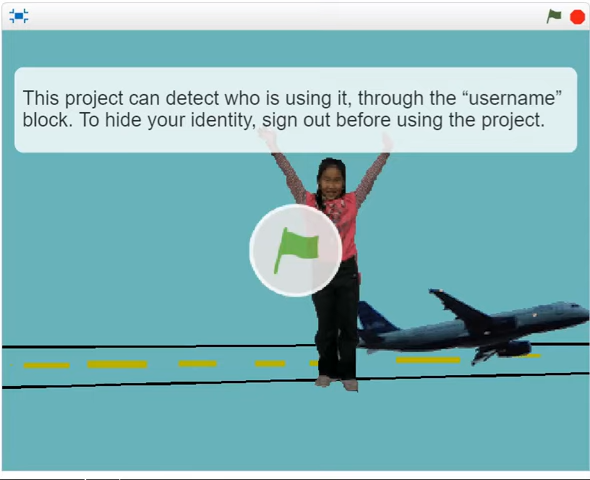 This project can detect who is using it, through the “username”
block. To hide your identity, sign out before using the project.